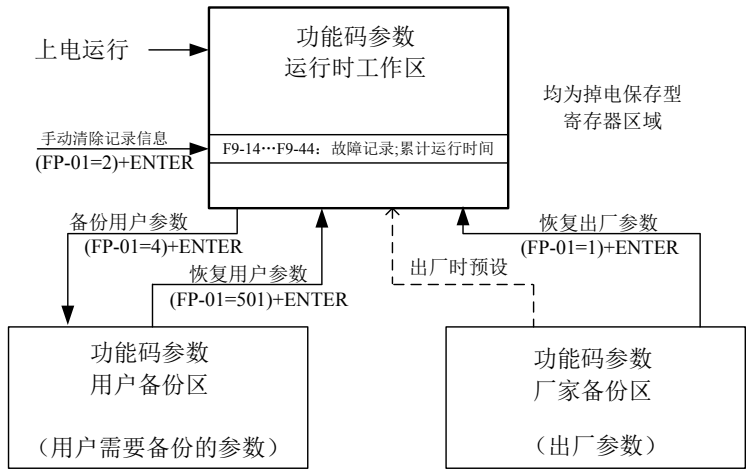 功能码参数
运行时工作区
上电运行
均为掉电保存型
寄存器区域
手动清除记录信息
(FP-01=2)+ENTER
F9-14…F9-44：故障记录;累计运行时间
备份用户参数
(FP-01=4)+ENTER
恢复用户参数
(FP-01=501)+ENTER
出厂时预设
恢复出厂参数
(FP-01=1)+ENTER
功能码参数
用户备份区
（用户需要备份的参数）
功能码参数
厂家备份区
（出厂参数）